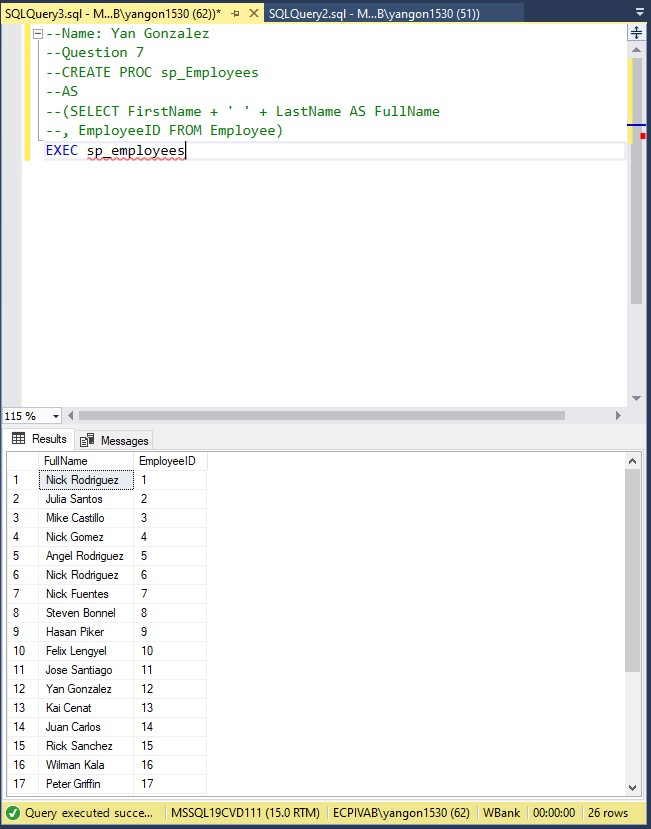 SQLQuery3.sql - M...B\yangon1530 (62))* SQLQuery2.sql - M...B\yangon1530 (51))
--Name: Yan Gonzalez
--Question 7
--CREATE PROC sp_Employees
--AS
--(SELECT FirstName + ' ' + LastName AS FullName
--, EmployeeID FROM Employee)
EXEC sp_employees
115 %
Results Messages
FullName EmployeeID
1 Nick Rodriguez 1
2 Julia Santos 2
3 Mike Castillo 3
4 Nick Gomez 4
5 Angel Rodriguez 5
6 Nick Rodriguez 6
7 Nick Fuentes 7
8 Steven Bonnel 8
9 Hasan Piker 9
10 Felix Lengyel 10
11 Jose Santiago 11
12 Yan Gonzalez 12
13 Kai Cenat 13
14 Juan Carlos 14
15 Rick Sanchez 15
16 Wilman Kala 16
17 Peter Griffin 17
Query executed succe... MSSQL19CVD111 (15.0 RTM) ECPIVAB\yangon1530 (62) WBank 00:00:00 26 rows